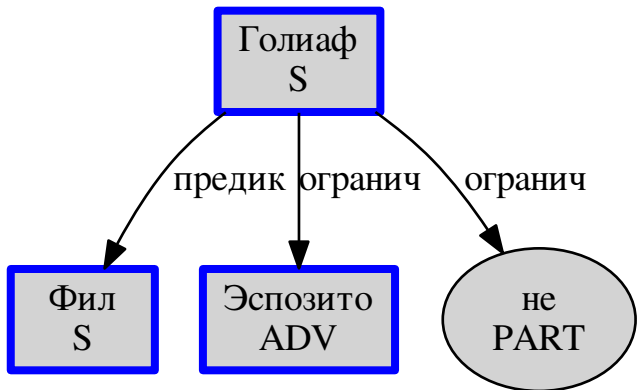 Голиаф
S
предик
огранич
огранич
Фил
S
Эспозито
ADV
не
PART